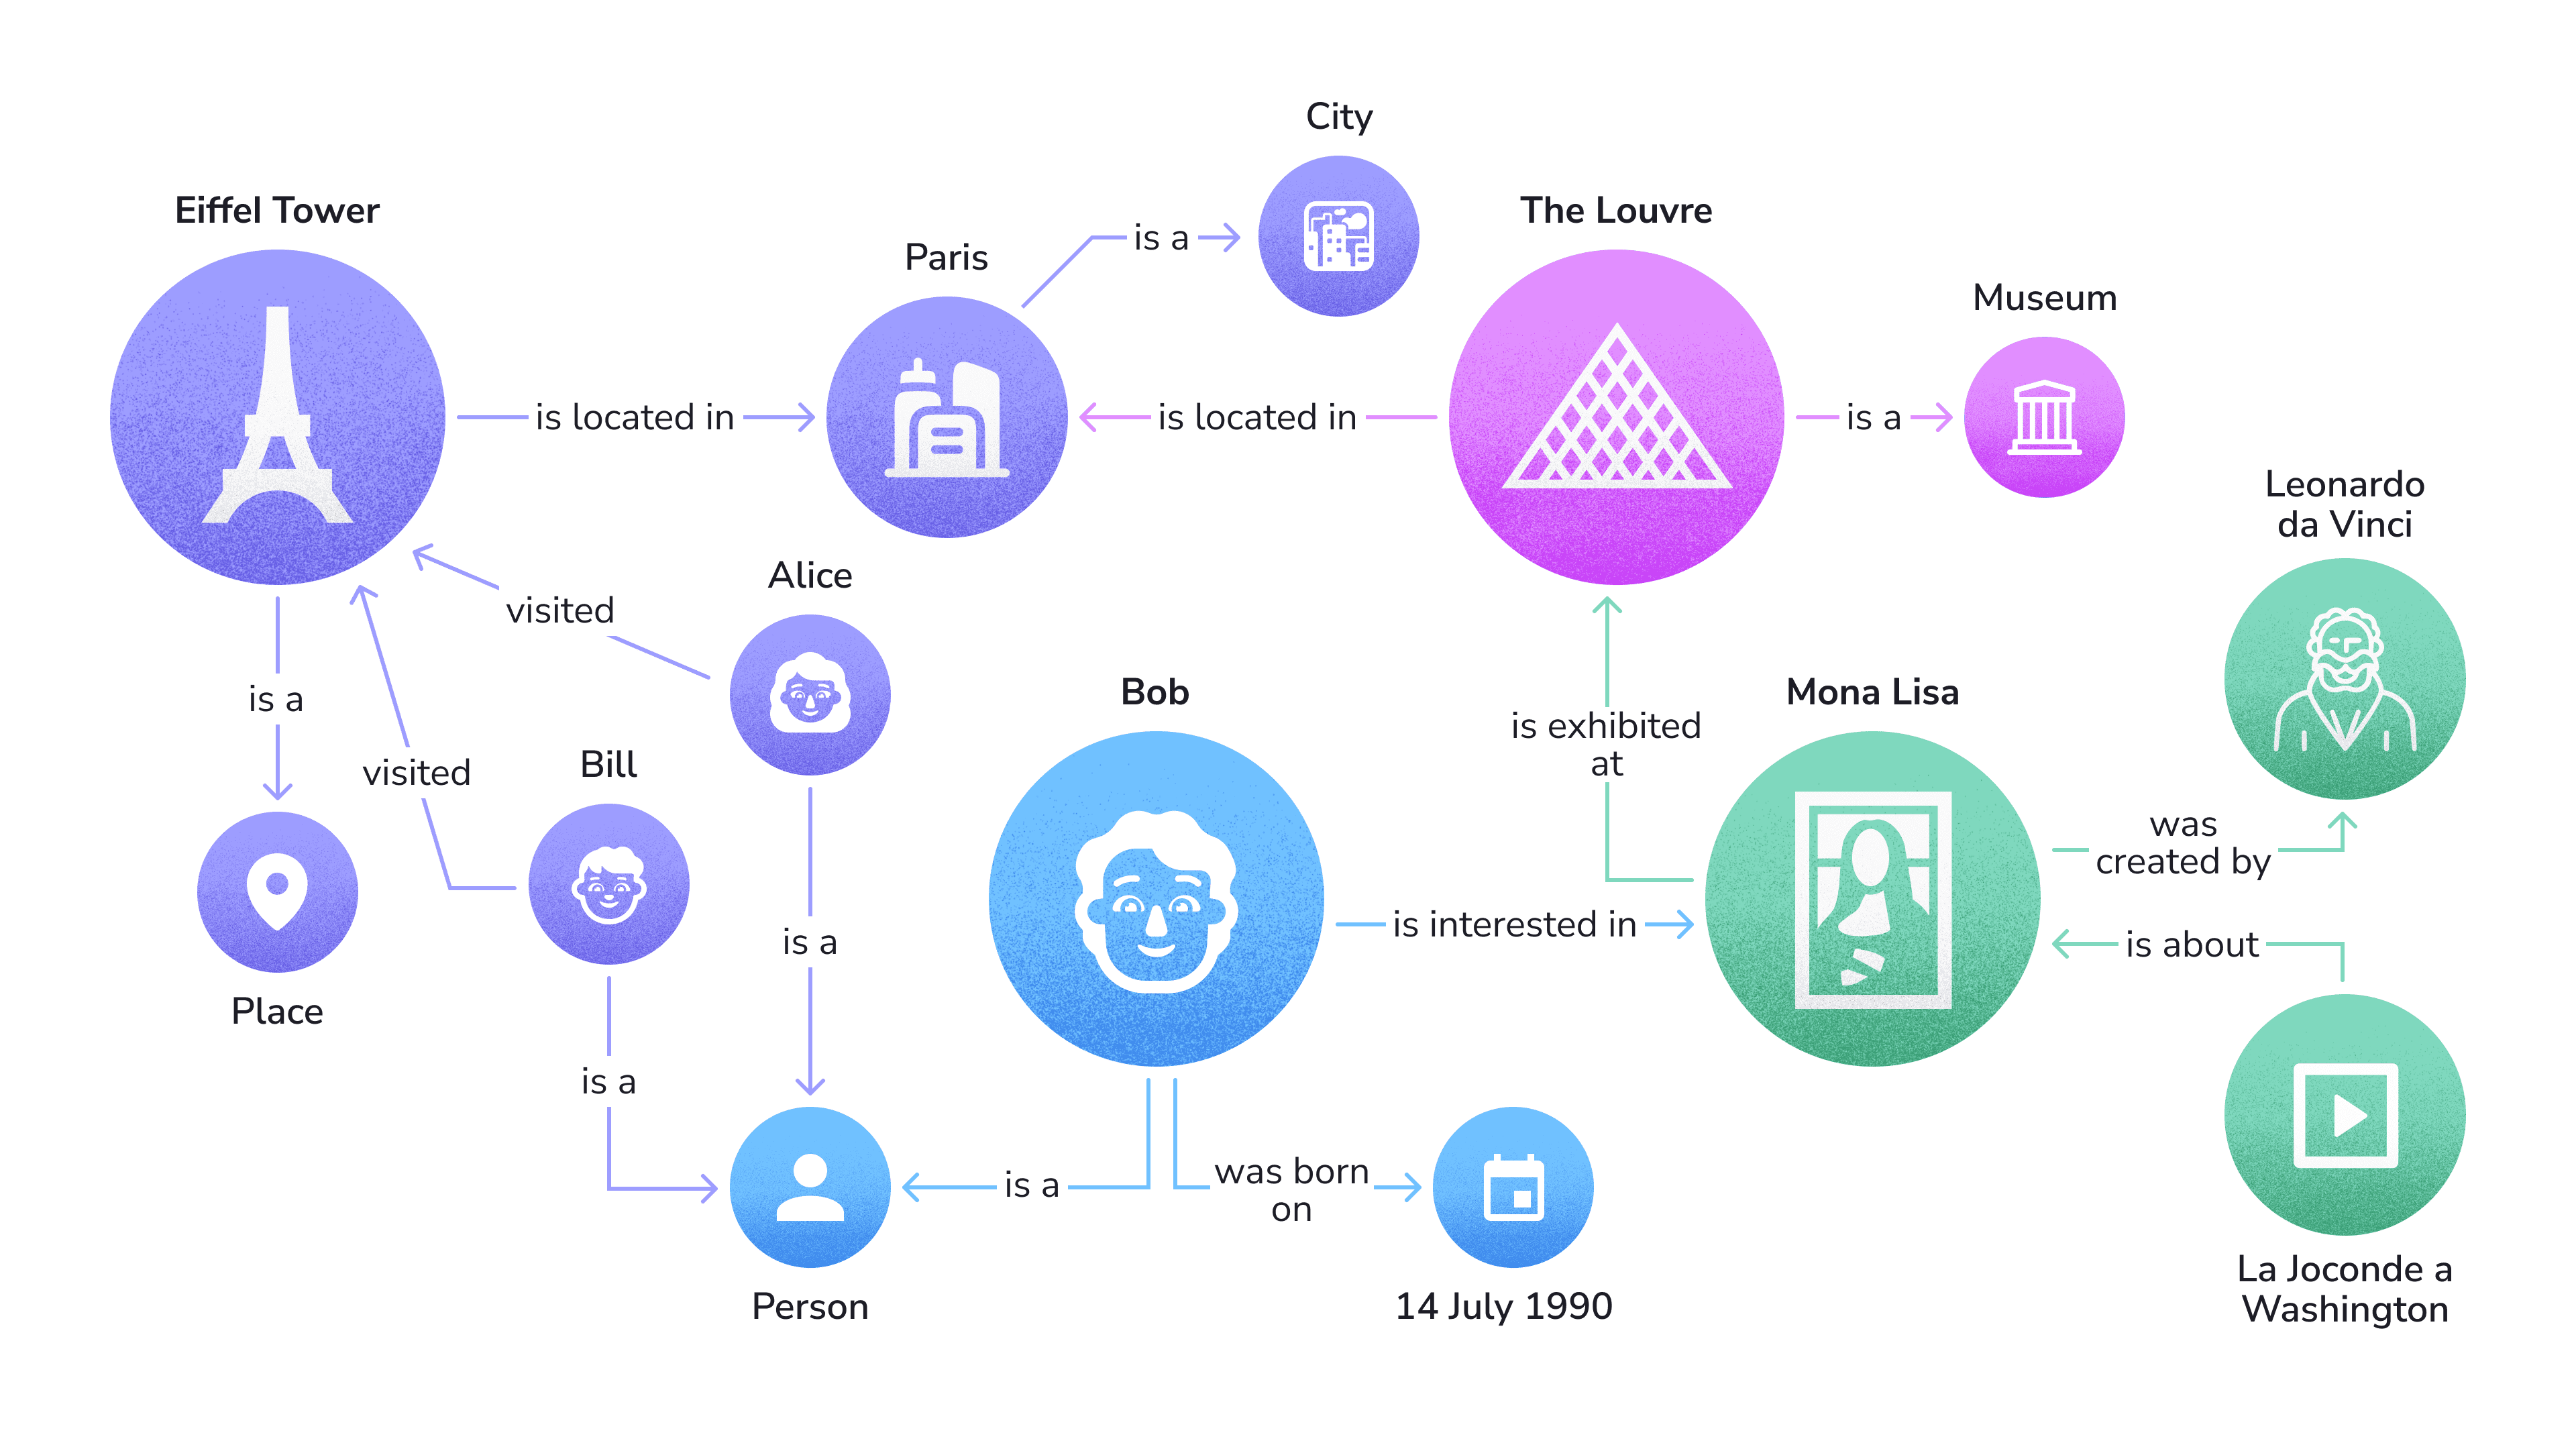 City
Eiffel Tower
The Louvre
Paris
is a
Museum
is located in
is located in
is a
Leonardo
da Vinci
Alice
visited
is a
Bob
Mona Lisa
is exhibited
at
Bill
visited
was
created by
is a
is interested in
is about
Place
is a
is a
was born
on
La Joconde a
Washington
Person
14 July 1990